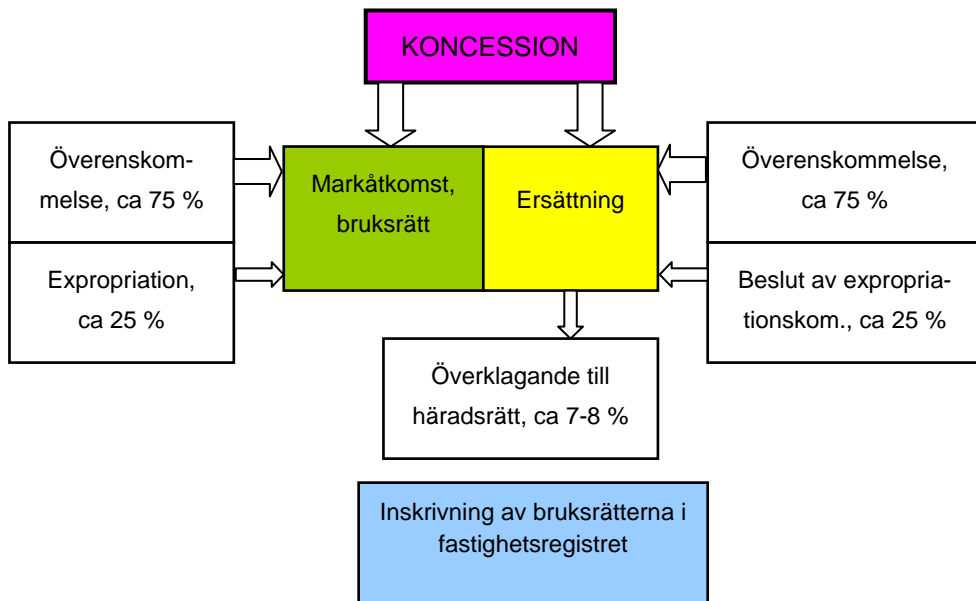 KONCESSION
Överenskom-
melse, ca 75 %
Expropriation,
ca 25 %
Markåtkomst,
bruksrätt
Ersättning
Överenskommelse,
ca 75 %
Beslut av expropria-
tionskom., ca 25 %
Överklagande till
häradsrätt, ca 7-8 %
Inskrivning av bruksrätterna i
fastighetsregistret